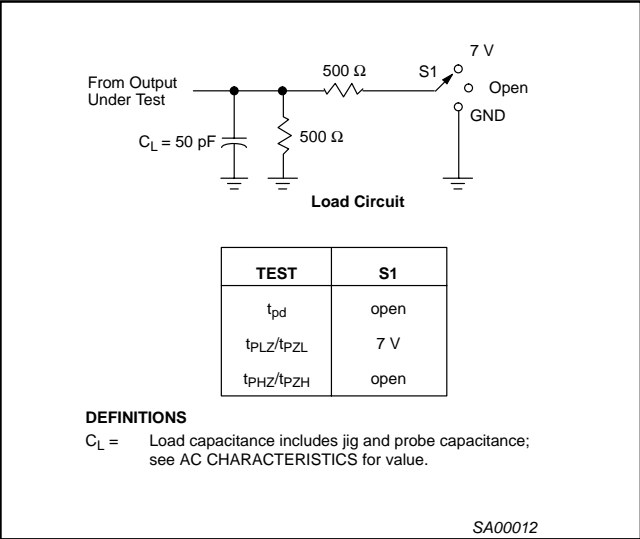 7 V
500 Ω
S1
From Output
Under Test
Open
GND
C_L = 50 pF
500 Ω
Load Circuit
TEST S1
t_pd open
t_PLZ/t_PZL 7 V
t_PHZ/t_PZH open
DEFINITIONS
C_L = Load capacitance includes jig and probe capacitance;
see AC CHARACTERISTICS for value.
SA00012